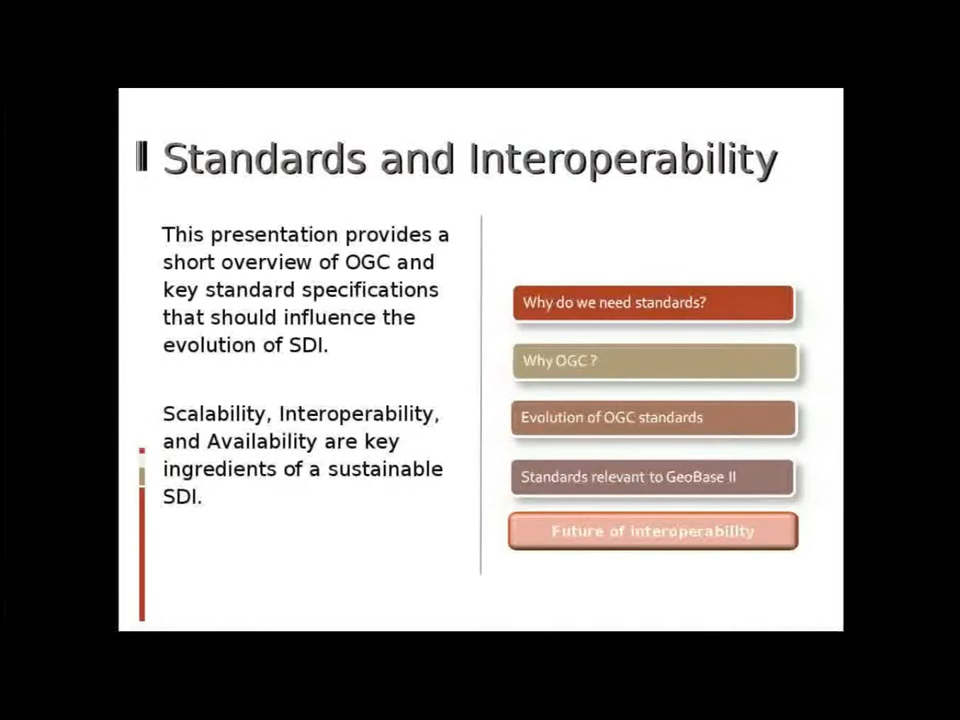 Standards and Interoperability
This presentation provides a
short overview of OGC and
key standard specifications
that should influence the
evolution of SDI.
Scalability, Interoperability,
and Availability are key
ingredients of a sustainable
SDI.
Why do we need standards?
Why OGC ?
Evolution of OGC standards
Standards relevant to GeoBase II
Future of interoperability